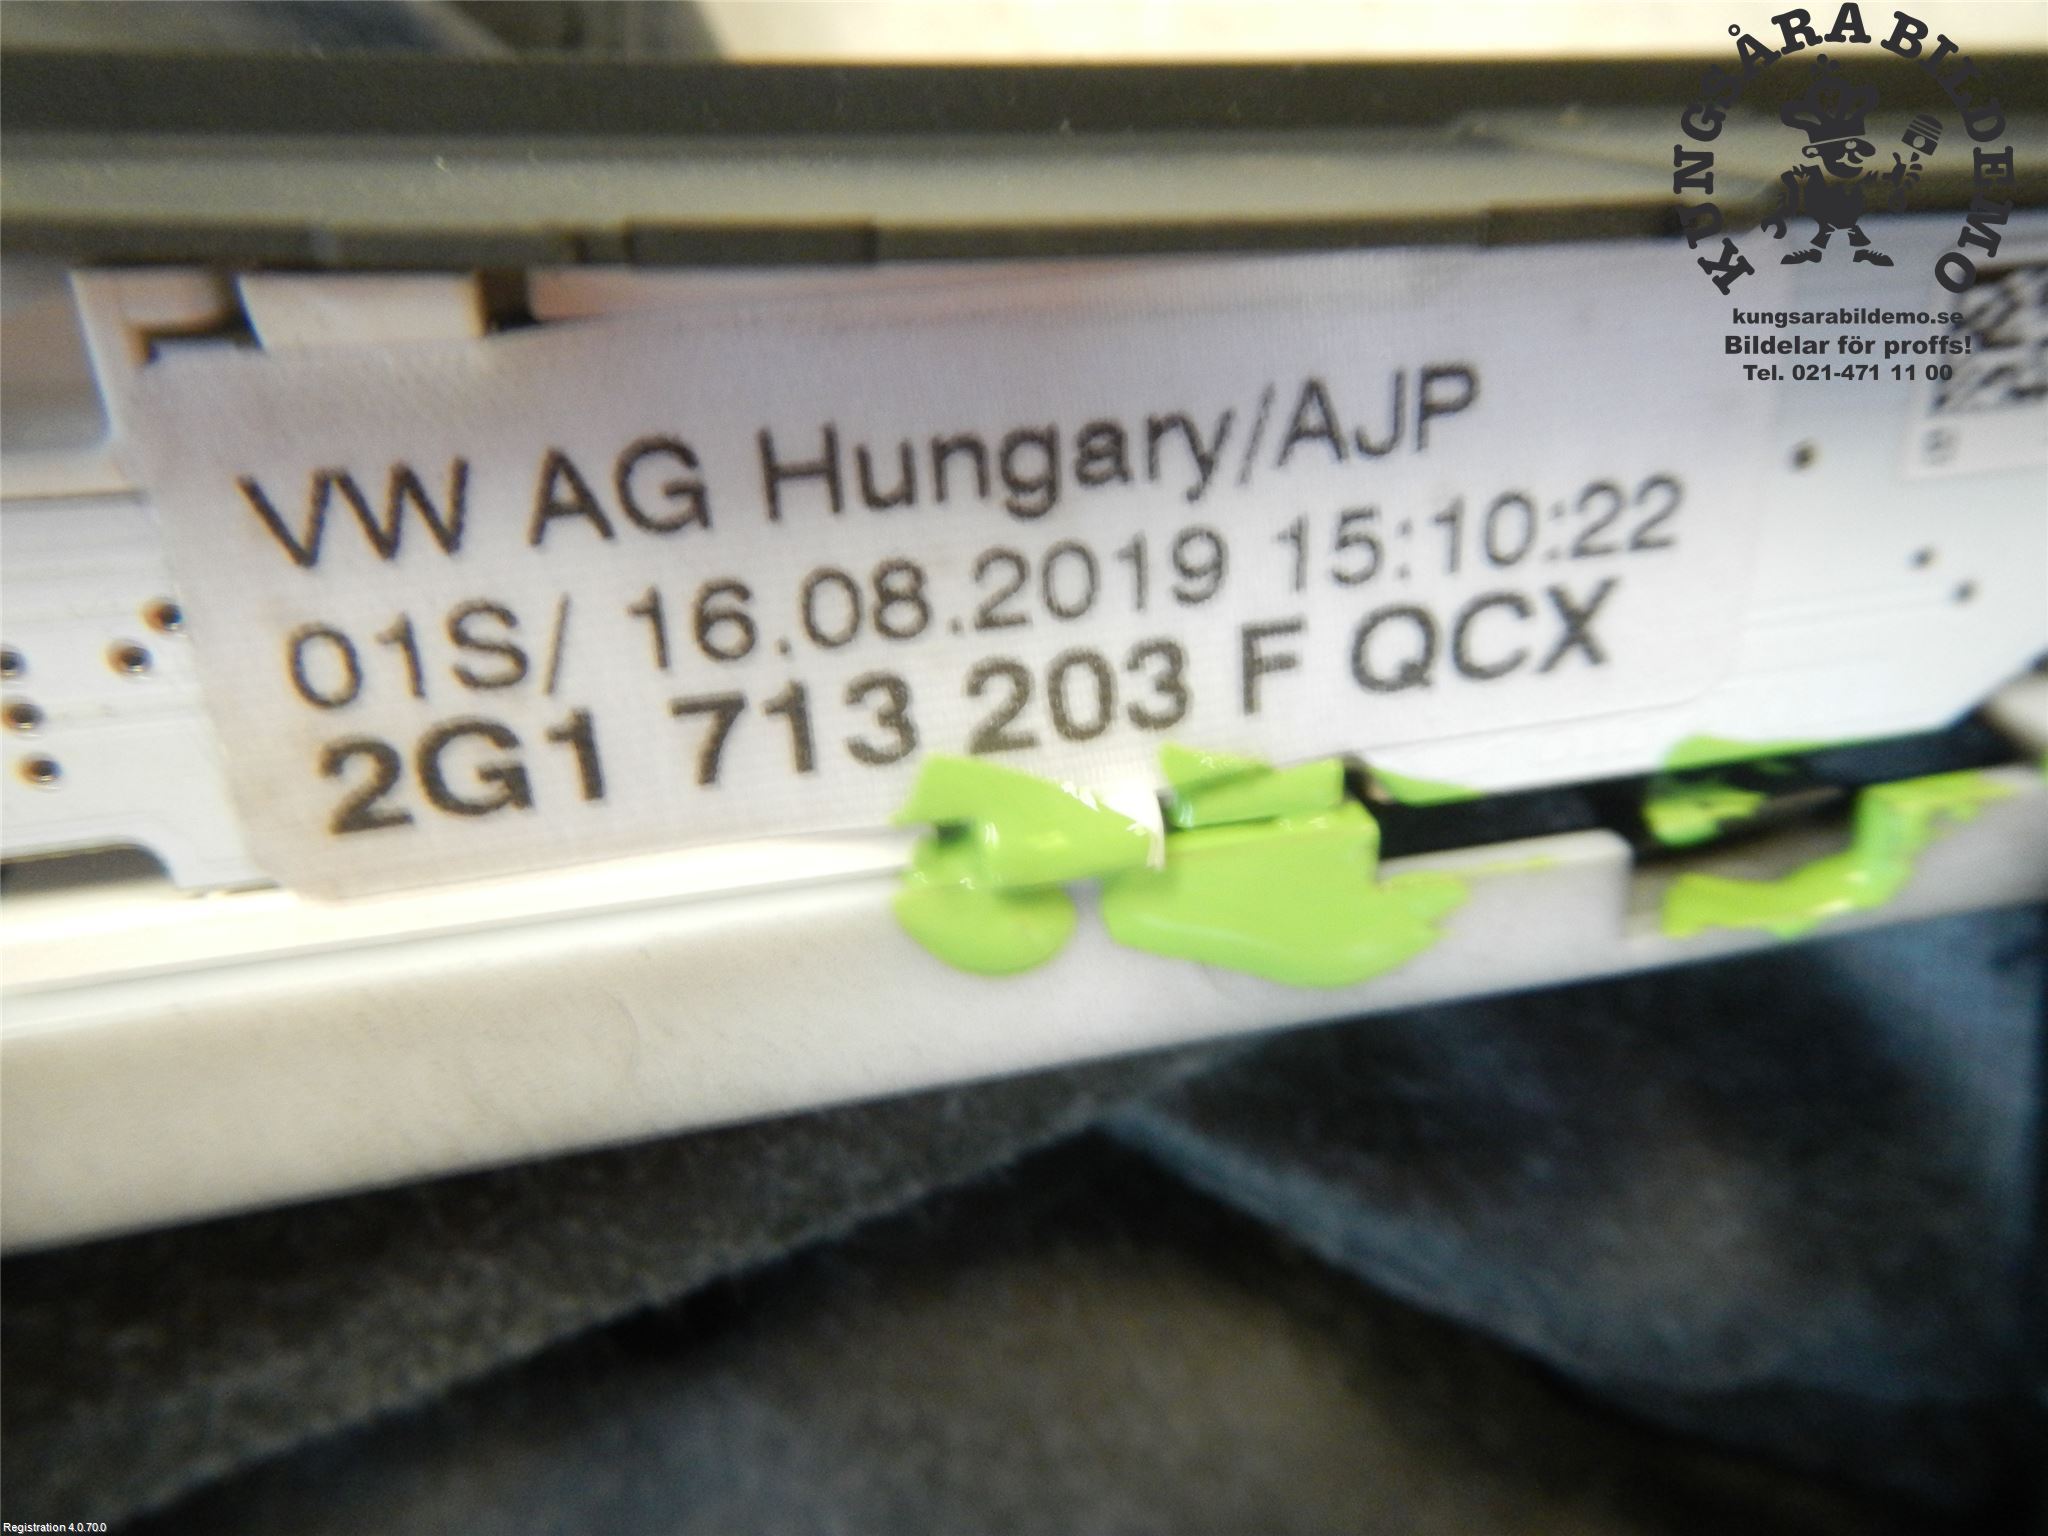 KUNGSÅRA BILDEMO
kungsarabildemo.se
Bildelar för proffs!
Tel. 021-471 11 00
VW AG Hungary/AJP
01S/ 16.08.2019 15:10:22
2G1 713 203 F QCX
Registration 4.0.70.0